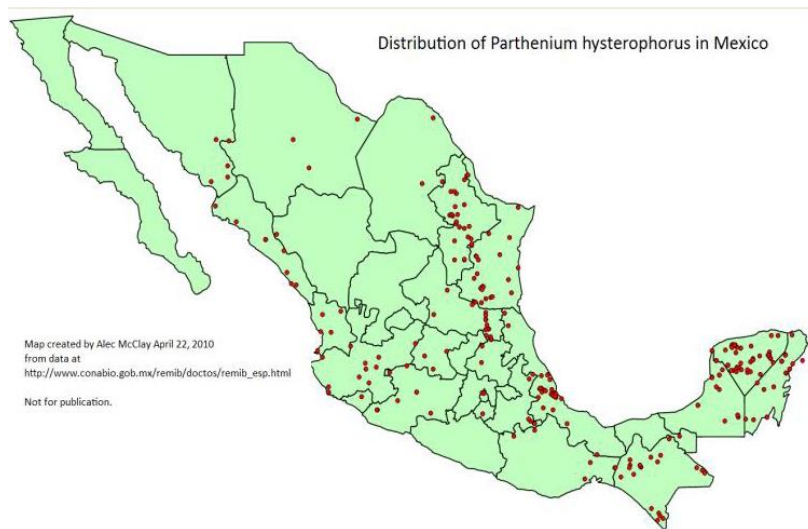 Distribution of Parthenium hysterophorus in Mexico
Map created by Alec McClay April 22, 2010
from data at
http://www.conabio.gob.mx/remib/doctos/remib_esp.html
Not for publication.